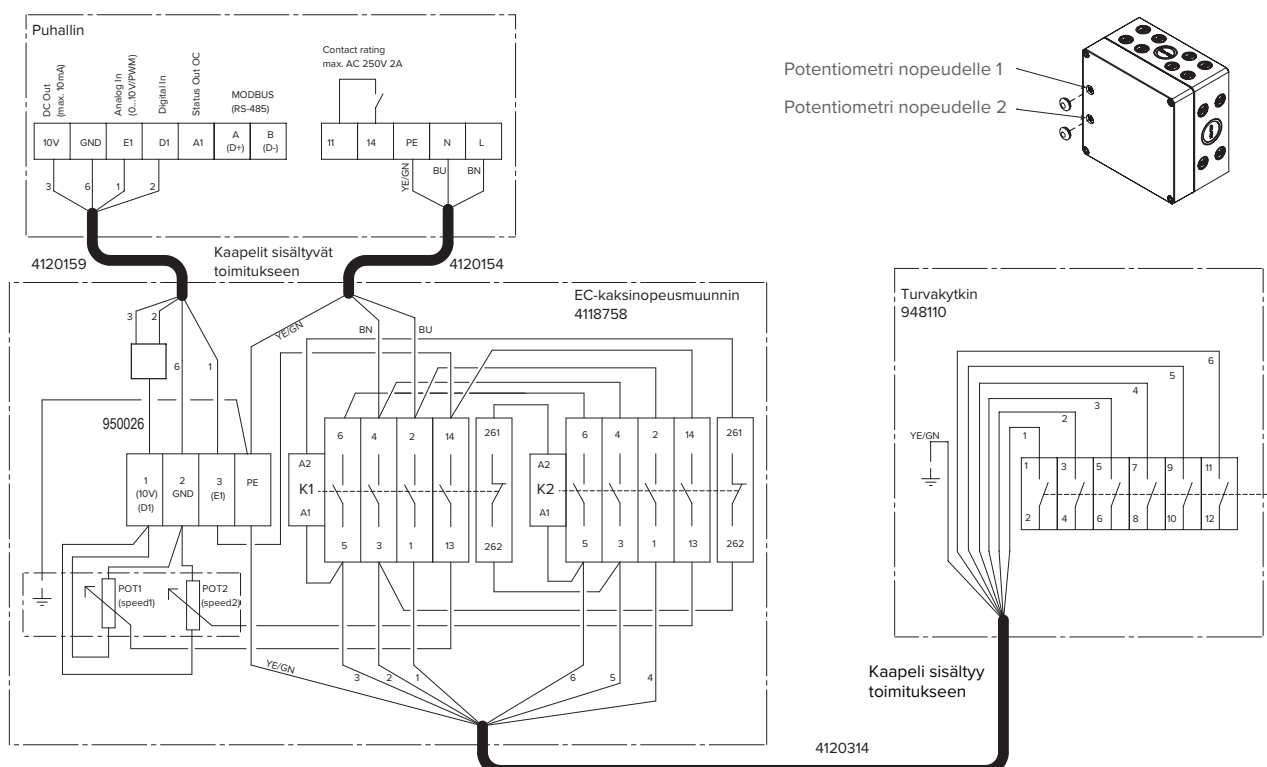 Puhallin
DC Out
(max. 10mA)
Analog In
(0...10V/PWM)
Digital In
Status Out OC
MODBUS
(RS-485)
Contact rating
max. AC 250V 2A
10V GND E1 D1 A1 A B
(D+) (D-)
11 14 PE N L
3 6 1 2
YE/GN BU BN
Potentiometri nopeudelle 1
Potentiometri nopeudelle 2
4120159
Kaapelit sisältyvät
toimitukseen
4120154
EC-kaksinopeusmuunnin
4118758
3 2 6 1
YE/GN BN BU
950026
1 2 3 PE
(10V) GND (E1)
(D1)
6 4 2 14 261
A2
K1
A1
5 3 1 13 262
6 4 2 14 261
A2
K2
A1
5 3 1 13 262
POT1
(speed1)
POT2
(speed2)
YE/GN
3 2 1 6 5 4
Turvakytkin
948110
6
5
4
3
2
1
YE/GN
1 3 5 7 9 11
2 4 6 8 10 12
Kaapeli sisältyy
toimitukseen
4120314